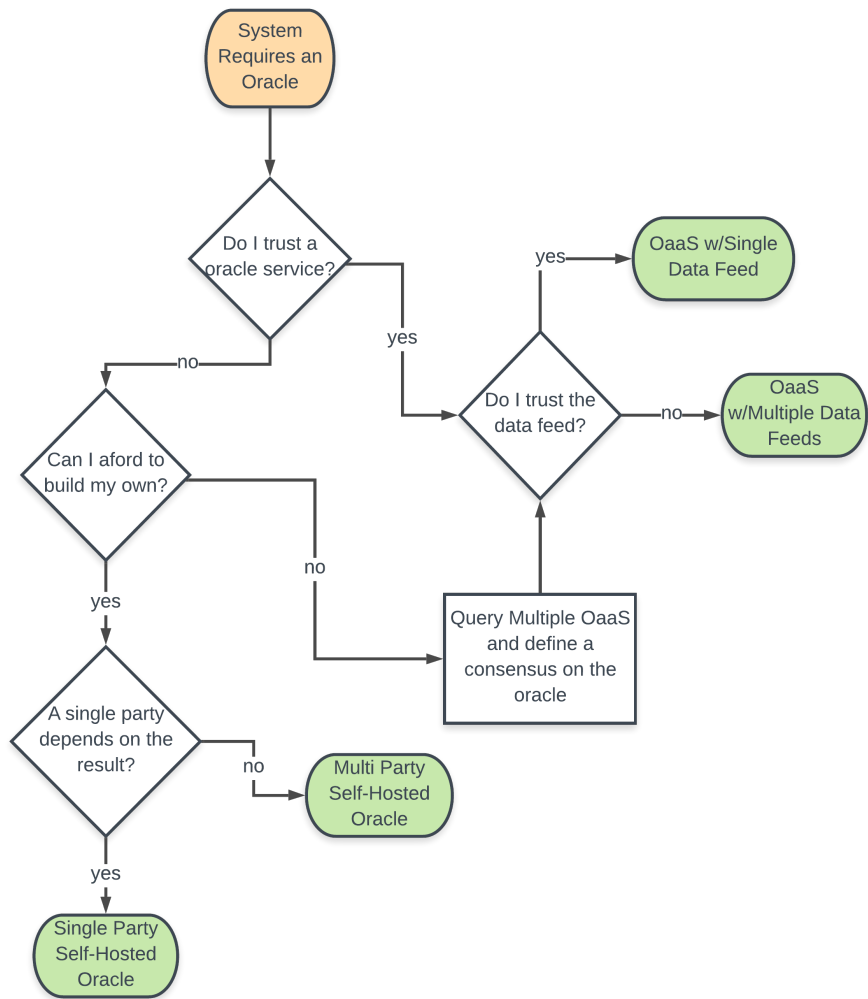 System
Requires an
Oracle
Do I trust a
oracle service?
yes
no
yes
OaaS w/Single
Data Feed
Do I trust the
data feed?
no
OaaS
w/Multiple Data
Feeds
Can I aford to
build my own?
no
yes
Query Multiple OaaS
and define a
consensus on the
oracle
A single party
depends on the
result?
no
Multi Party
Self-Hosted
Oracle
yes
Single Party
Self-Hosted
Oracle